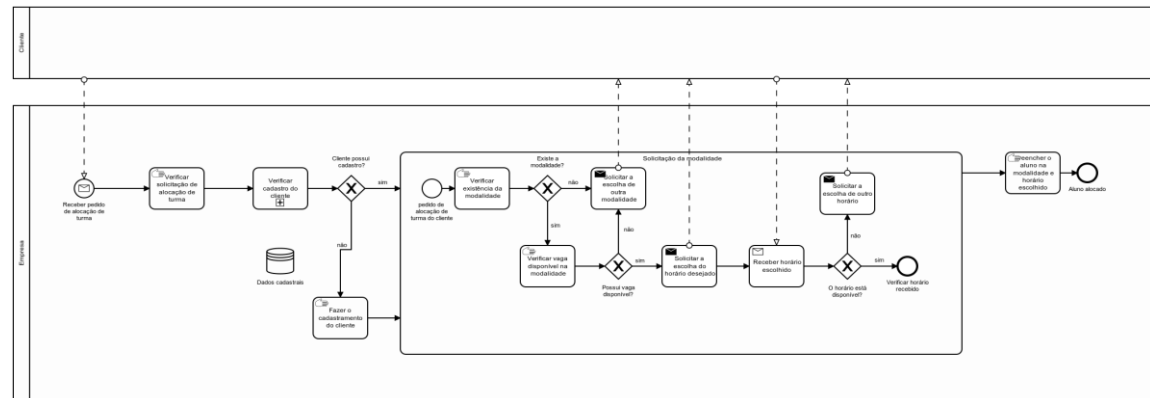 Cliente
Empresa
Receber pedido
de alocação de
turma
Verificar
solicitação de
alocação de
turma
Verificar
cadastro do
cliente
Dados cadastrais
Cliente possui
cadastro?
sim
não
Fazer o
cadastramento
do cliente
Solicitação da modalidade
pedido de
alocação de
turma do cliente
Verificar
existência da
modalidade
Existe a
modalidade?
não
sim
Solicitar a
escolha de
outra
modalidade
Verificar vaga
disponível na
modalidade
não
Possui vaga
disponível?
sim
Solicitar a
escolha do
horário desejado
Receber horário
escolhido
Solicitar a
escolha de outro
horário
não
O horário está
disponível?
sim
Verificar horário
recebido
reencher o
aluno na
modalidade e
horário
escolhido
Aluno alocado